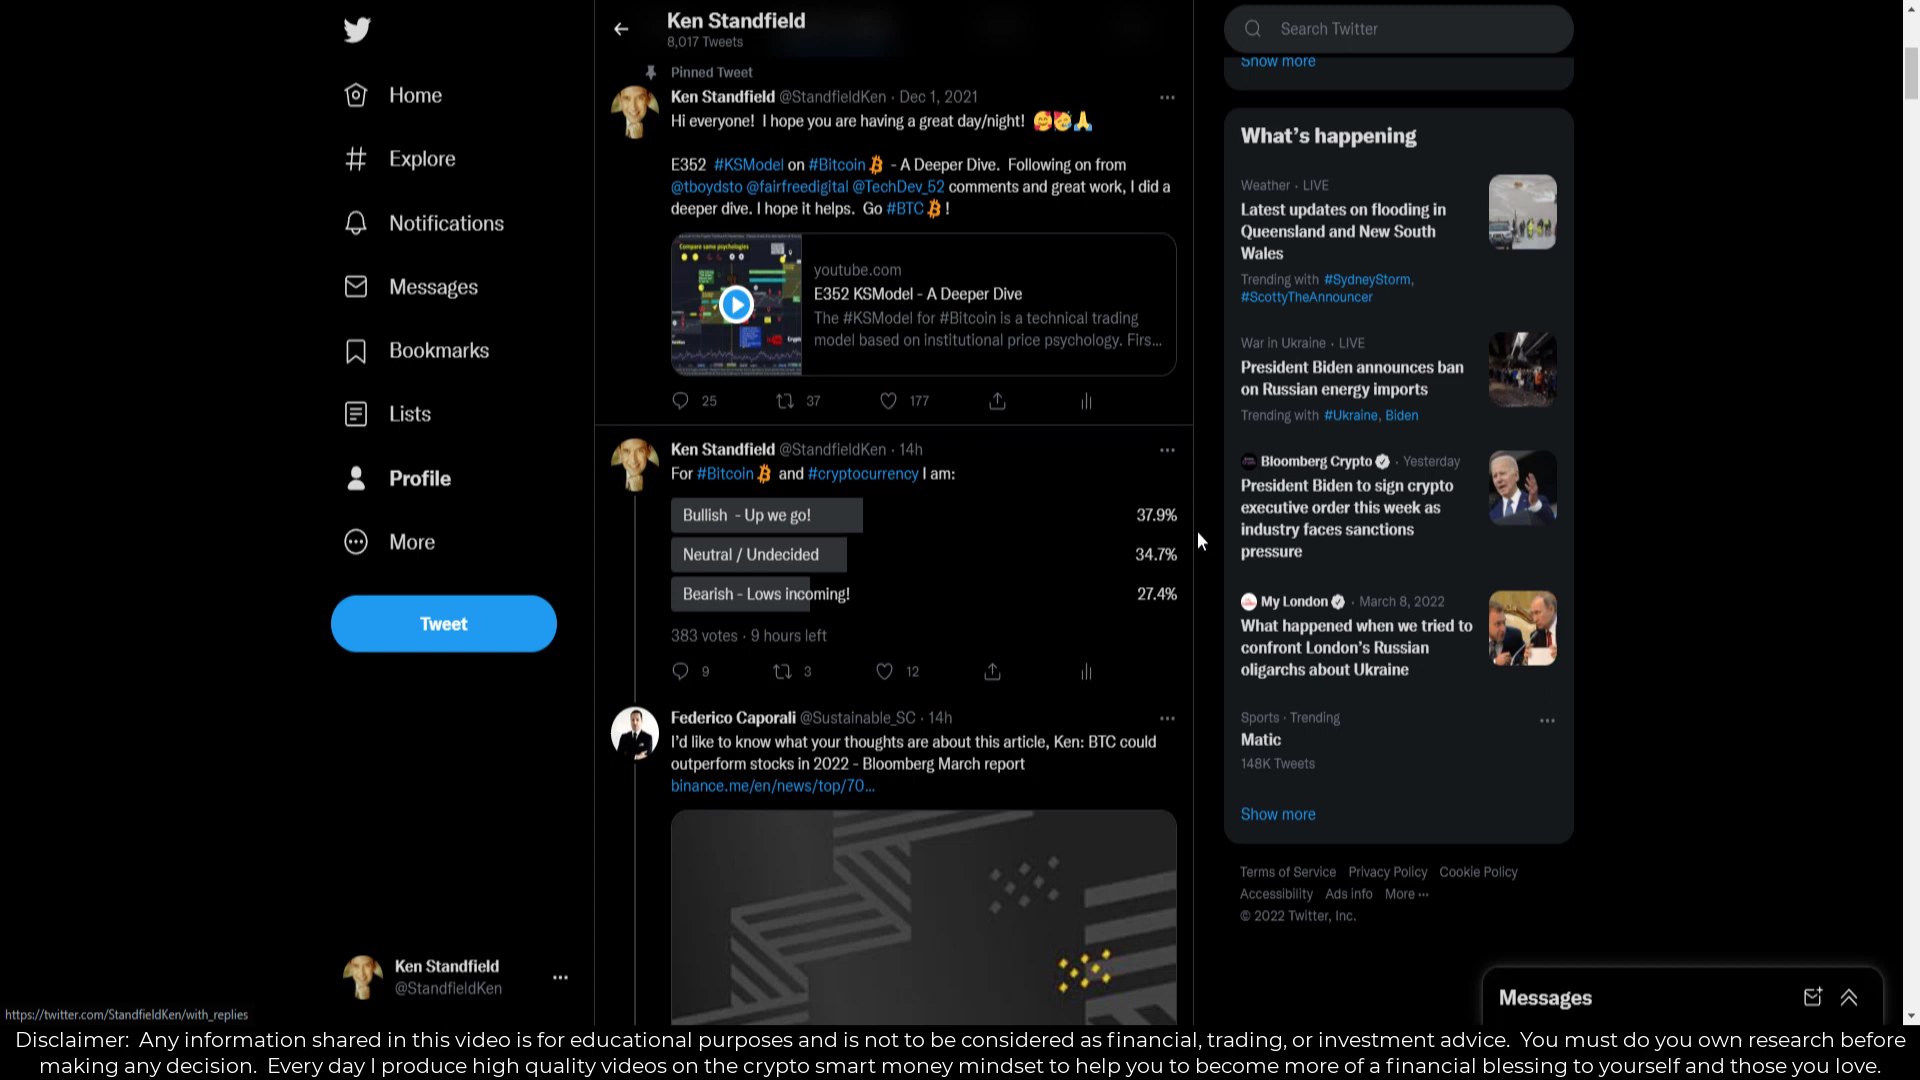 Home
Explore
Notifications
Messages
Bookmarks
Lists
Profile
More
Tweet
Ken Standfield
@StandfieldKen
https://twitter.com/StandfieldKen/with_replies
Ken Standfield
8,017 Tweets
Pinned Tweet
Ken Standfield @StandfieldKen · Dec 1, 2021
Hi everyone! I hope you are having a great day/night! 🥰🥳🙏
E352 #KSModel on #Bitcoin - A Deeper Dive. Following on from
@tboydsto @fairfreedigital @TechDev_52 comments and great work, I did a
deeper dive. I hope it helps. Go #BTC !
Compare same psychologies
youtube.com
E352 KSModel - A Deeper Dive
The #KSModel for #Bitcoin is a technical trading
model based on institutional price psychology. Firs...
25 37 177
Ken Standfield @StandfieldKen · 14h
For #Bitcoin and #cryptocurrency I am:
Bullish - Up we go! 37.9%
Neutral / Undecided 34.7%
Bearish - Lows incoming! 27.4%
383 votes · 9 hours left
9 3 12
Federico Caporali @Sustainable_SC · 14h
I'd like to know what your thoughts are about this article, Ken: BTC could
outperform stocks in 2022 - Bloomberg March report
binance.me/en/news/top/70...
Search Twitter
Show more
What's happening
Weather · LIVE
Latest updates on flooding in
Queensland and New South
Wales
Trending with #SydneyStorm,
#ScottyTheAnnouncer
War in Ukraine · LIVE
President Biden announces ban
on Russian energy imports
Trending with #Ukraine, Biden
Bloomberg Crypto · Yesterday
President Biden to sign crypto
executive order this week as
industry faces sanctions
pressure
My London · March 8, 2022
What happened when we tried to
confront London's Russian
oligarchs about Ukraine
Sports · Trending
Matic
148K Tweets
Show more
Terms of Service Privacy Policy Cookie Policy
Accessibility Ads info More ···
© 2022 Twitter, Inc.
Messages
Disclaimer: Any information shared in this video is for educational purposes and is not to be considered as financial, trading, or investment advice. You must do you own research before
making any decision. Every day I produce high quality videos on the crypto smart money mindset to help you to become more of a financial blessing to yourself and those you love.